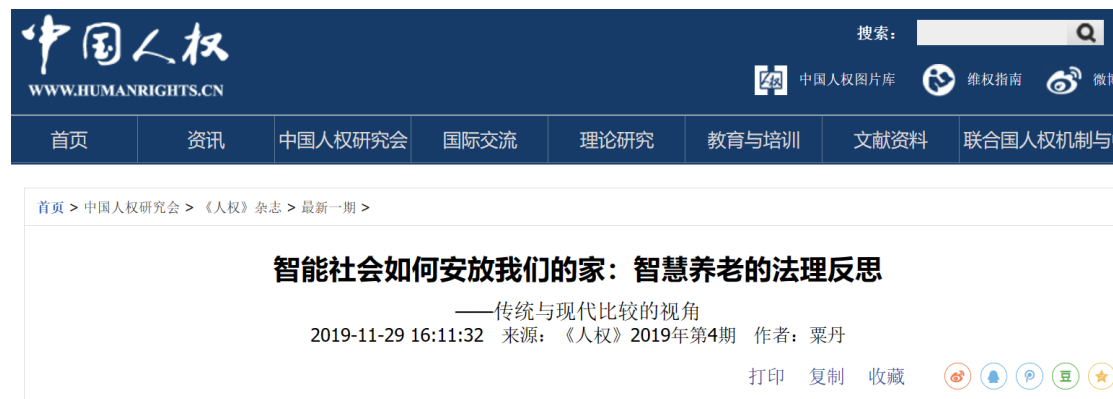 中国人权
WWW.HUMANRIGHTS.CN
搜索：
中国人权图片库 维权指南 微博
首页 资讯 中国人权研究会 国际交流 理论研究 教育与培训 文献资料 联合国人权机制与
首页 > 中国人权研究会 > 《人权》杂志 > 最新一期 >
智能社会如何安放我们的家：智慧养老的法理反思
——传统与现代比较的视角
2019-11-29 16:11:32 来源：《人权》2019年第4期 作者：粟丹
打印 复制 收藏
豆